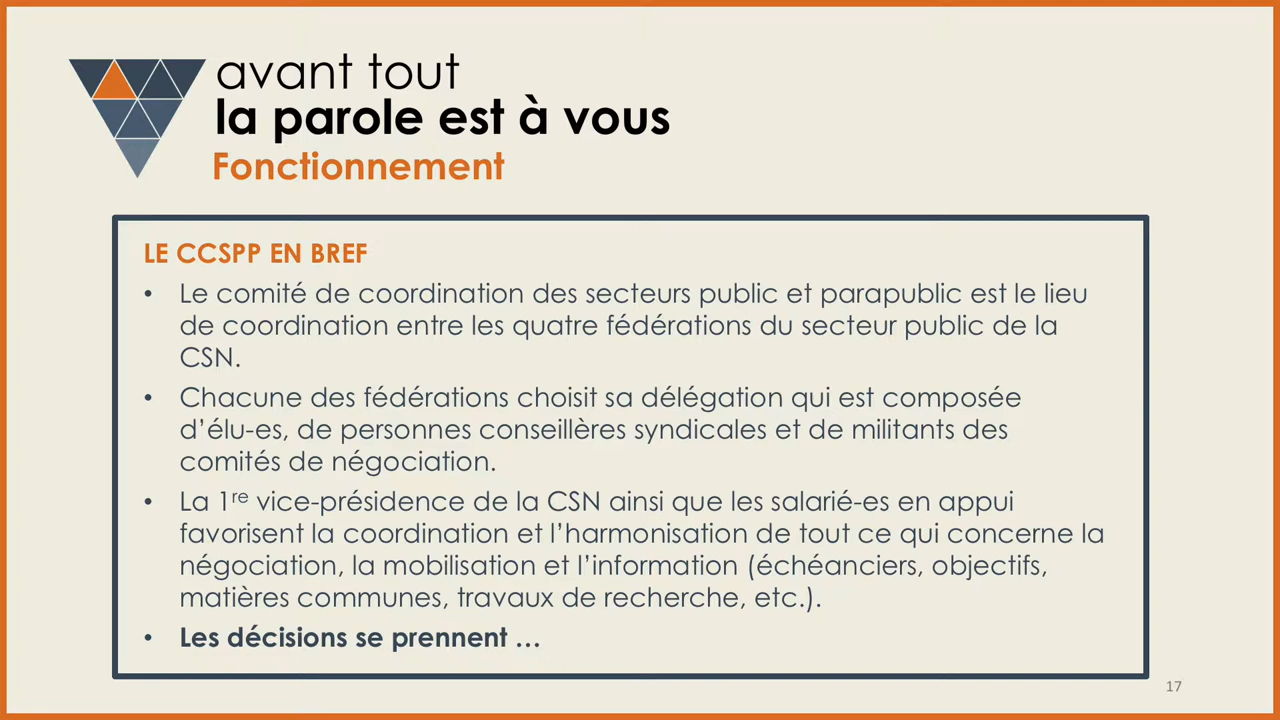 avant tout
la parole est à vous
Fonctionnement
LE CCSPP EN BREF
• Le comité de coordination des secteurs public et parapublic est le lieu
de coordination entre les quatre fédérations du secteur public de la
CSN.
• Chacune des fédérations choisit sa délégation qui est composée
d’élu-es, de personnes conseillères syndicales et de militants des
comités de négociation.
• La 1re vice-présidence de la CSN ainsi que les salarié-es en appui
favorisent la coordination et l’harmonisation de tout ce qui concerne la
négociation, la mobilisation et l’information (échéanciers, objectifs,
matières communes, travaux de recherche, etc.).
• Les décisions se prennent …
17